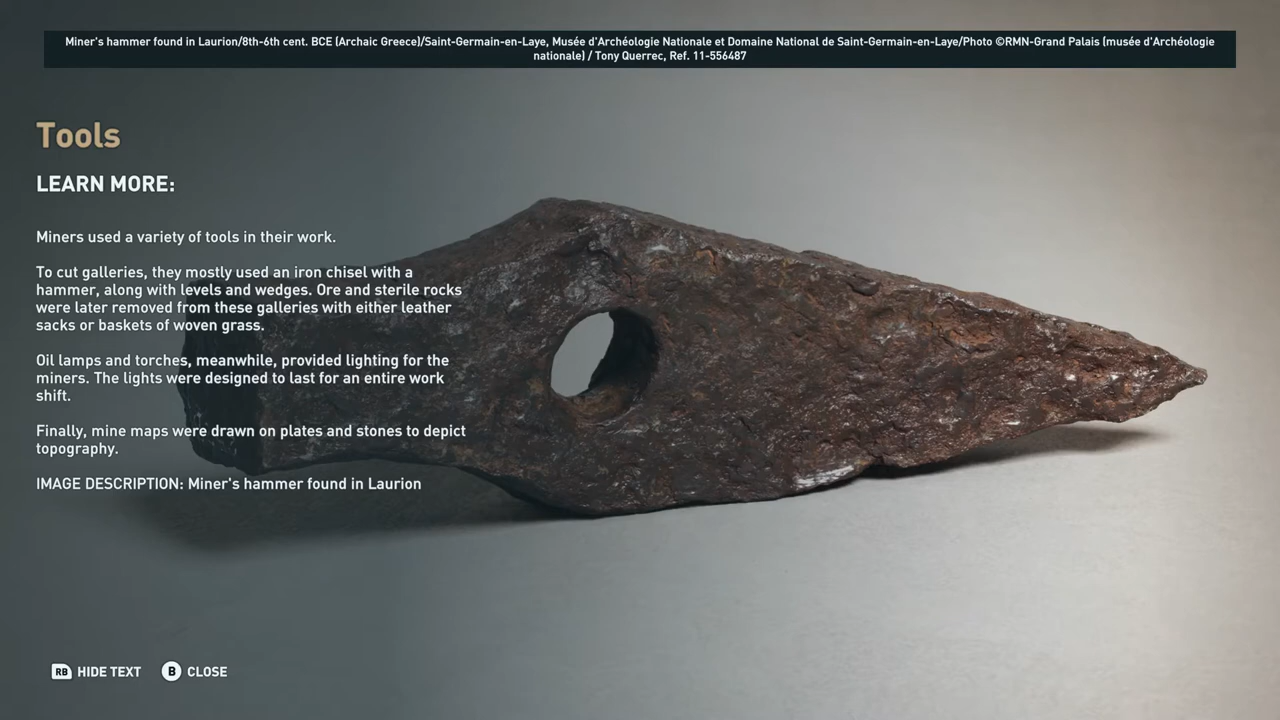 Miner's hammer found in Laurion/8th-6th cent. BCE (Archaic Greece)/Saint-Germain-en-Laye, Musée d'Archéologie Nationale et Domaine National de Saint-Germain-en-Laye/Photo ©RMN-Grand Palais (musée d'Archéologie
nationale) / Tony Querrec, Ref. 11-556487
Tools
LEARN MORE:
Miners used a variety of tools in their work.
To cut galleries, they mostly used an iron chisel with a
hammer, along with levels and wedges. Ore and sterile rocks
were later removed from these galleries with either leather
sacks or baskets of woven grass.
Oil lamps and torches, meanwhile, provided lighting for the
miners. The lights were designed to last for an entire work
shift.
Finally, mine maps were drawn on plates and stones to depict
topography.
IMAGE DESCRIPTION: Miner's hammer found in Laurion
RB HIDE TEXT B CLOSE